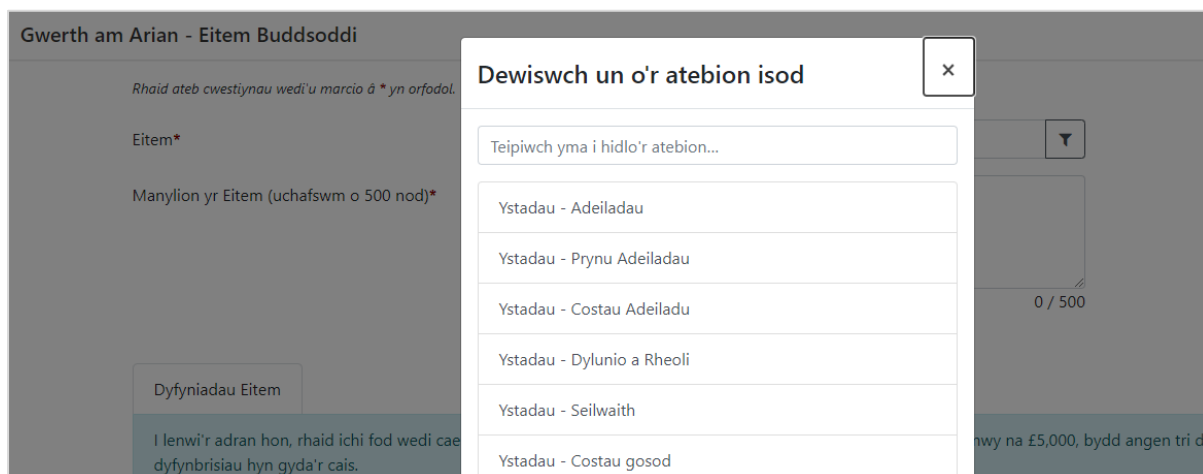 Gwerth am Arian - Eitem Buddsoddi
Rhaid ateb cwestiynau wedi'u marcio â * yn orfodol.
Eitem*
Manylion yr Eitem (uchafswm o 500 nod)*
0 / 500
Dewiswch un o'r atebion isod
×
Teipiwch yma i hidlo'r atebion...
Ystadau - Adeiladau
Ystadau - Prynu Adeiladau
Ystadau - Costau Adeiladu
Ystadau - Dylunio a Rheoli
Ystadau - Seilwaith
Ystadau - Costau gosod
Dyfyniadau Eitem
I lenwi'r adran hon, rhaid ichi fod wedi na £5,000, bydd angen tri
dyfynbrisiau hyn gyda'r cais.